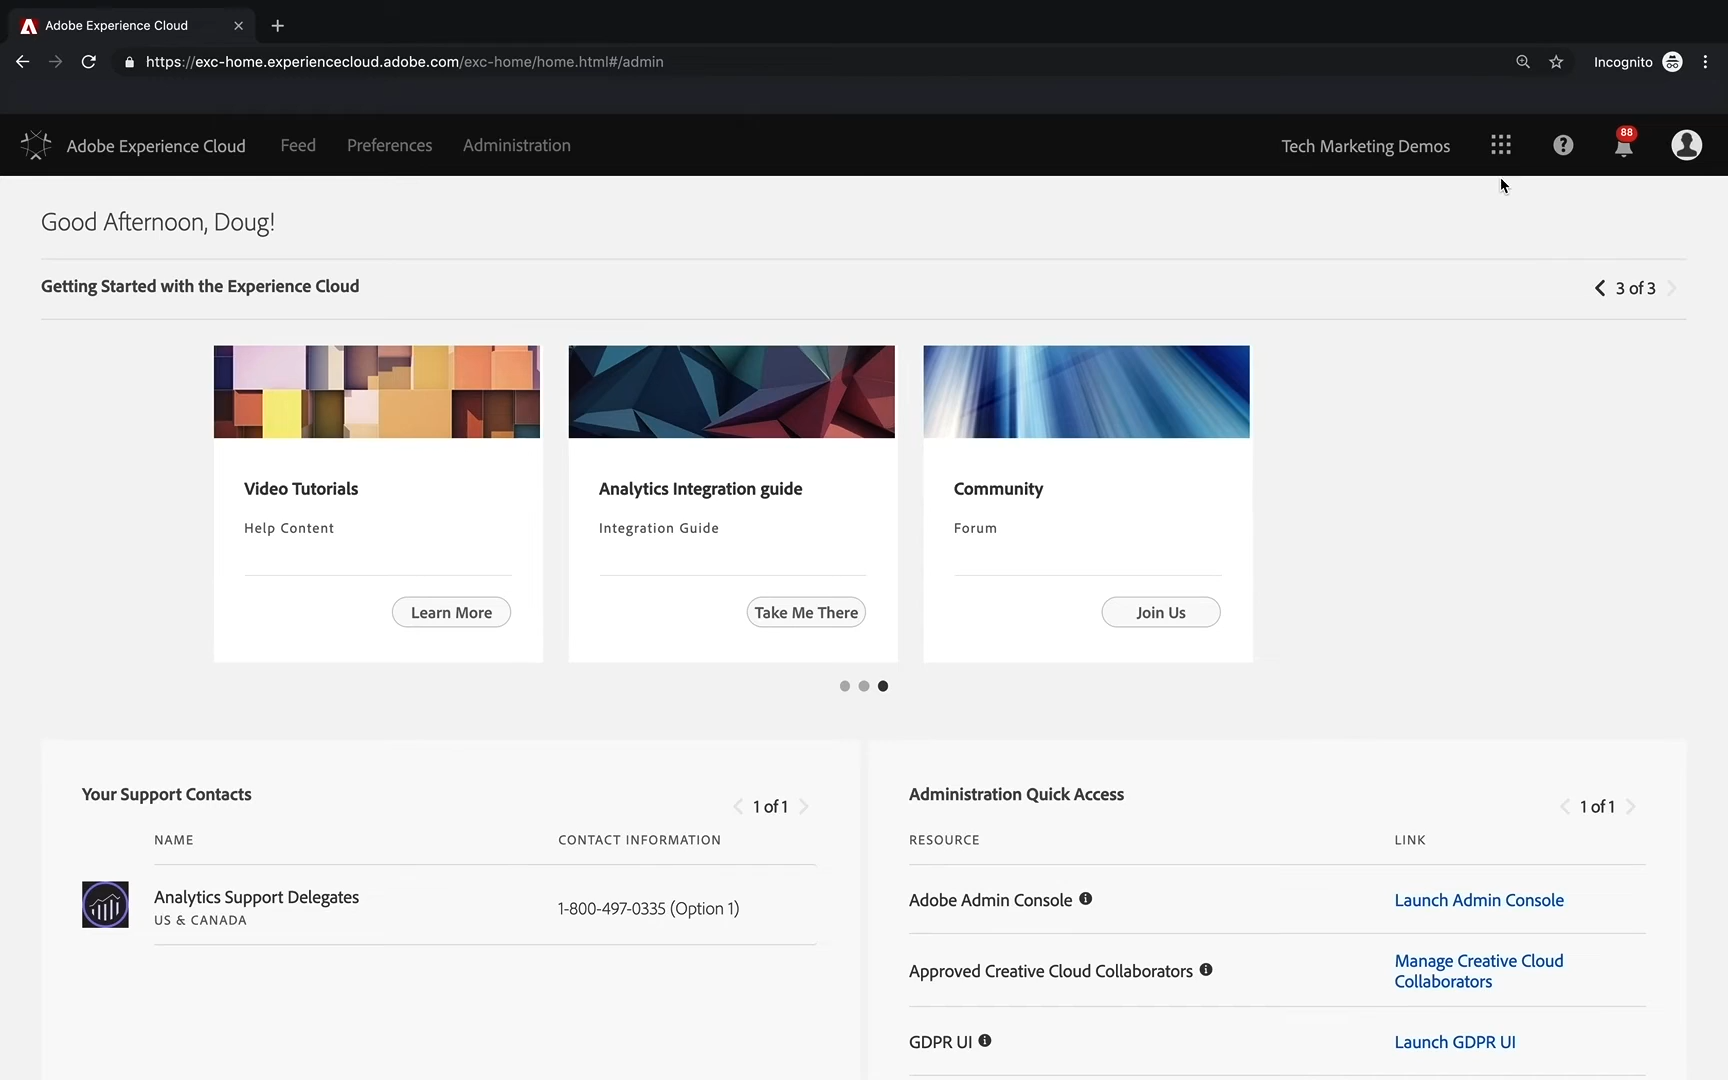 Adobe Experience Cloud
https://exc-home.experiencecloud.adobe.com/exc-home/home.html#/admin
Incognito
Adobe Experience Cloud
Feed
Preferences
Administration
Tech Marketing Demos
88
Good Afternoon, Doug!
Getting Started with the Experience Cloud
3 of 3
Video Tutorials
Help Content
Learn More
Analytics Integration guide
Integration Guide
Take Me There
Community
Forum
Join Us
Your Support Contacts
1 of 1
NAME
CONTACT INFORMATION
Analytics Support Delegates
US & CANADA
1-800-497-0335 (Option 1)
Administration Quick Access
1 of 1
RESOURCE
LINK
Adobe Admin Console
Launch Admin Console
Approved Creative Cloud Collaborators
Manage Creative Cloud
Collaborators
GDPR UI
Launch GDPR UI